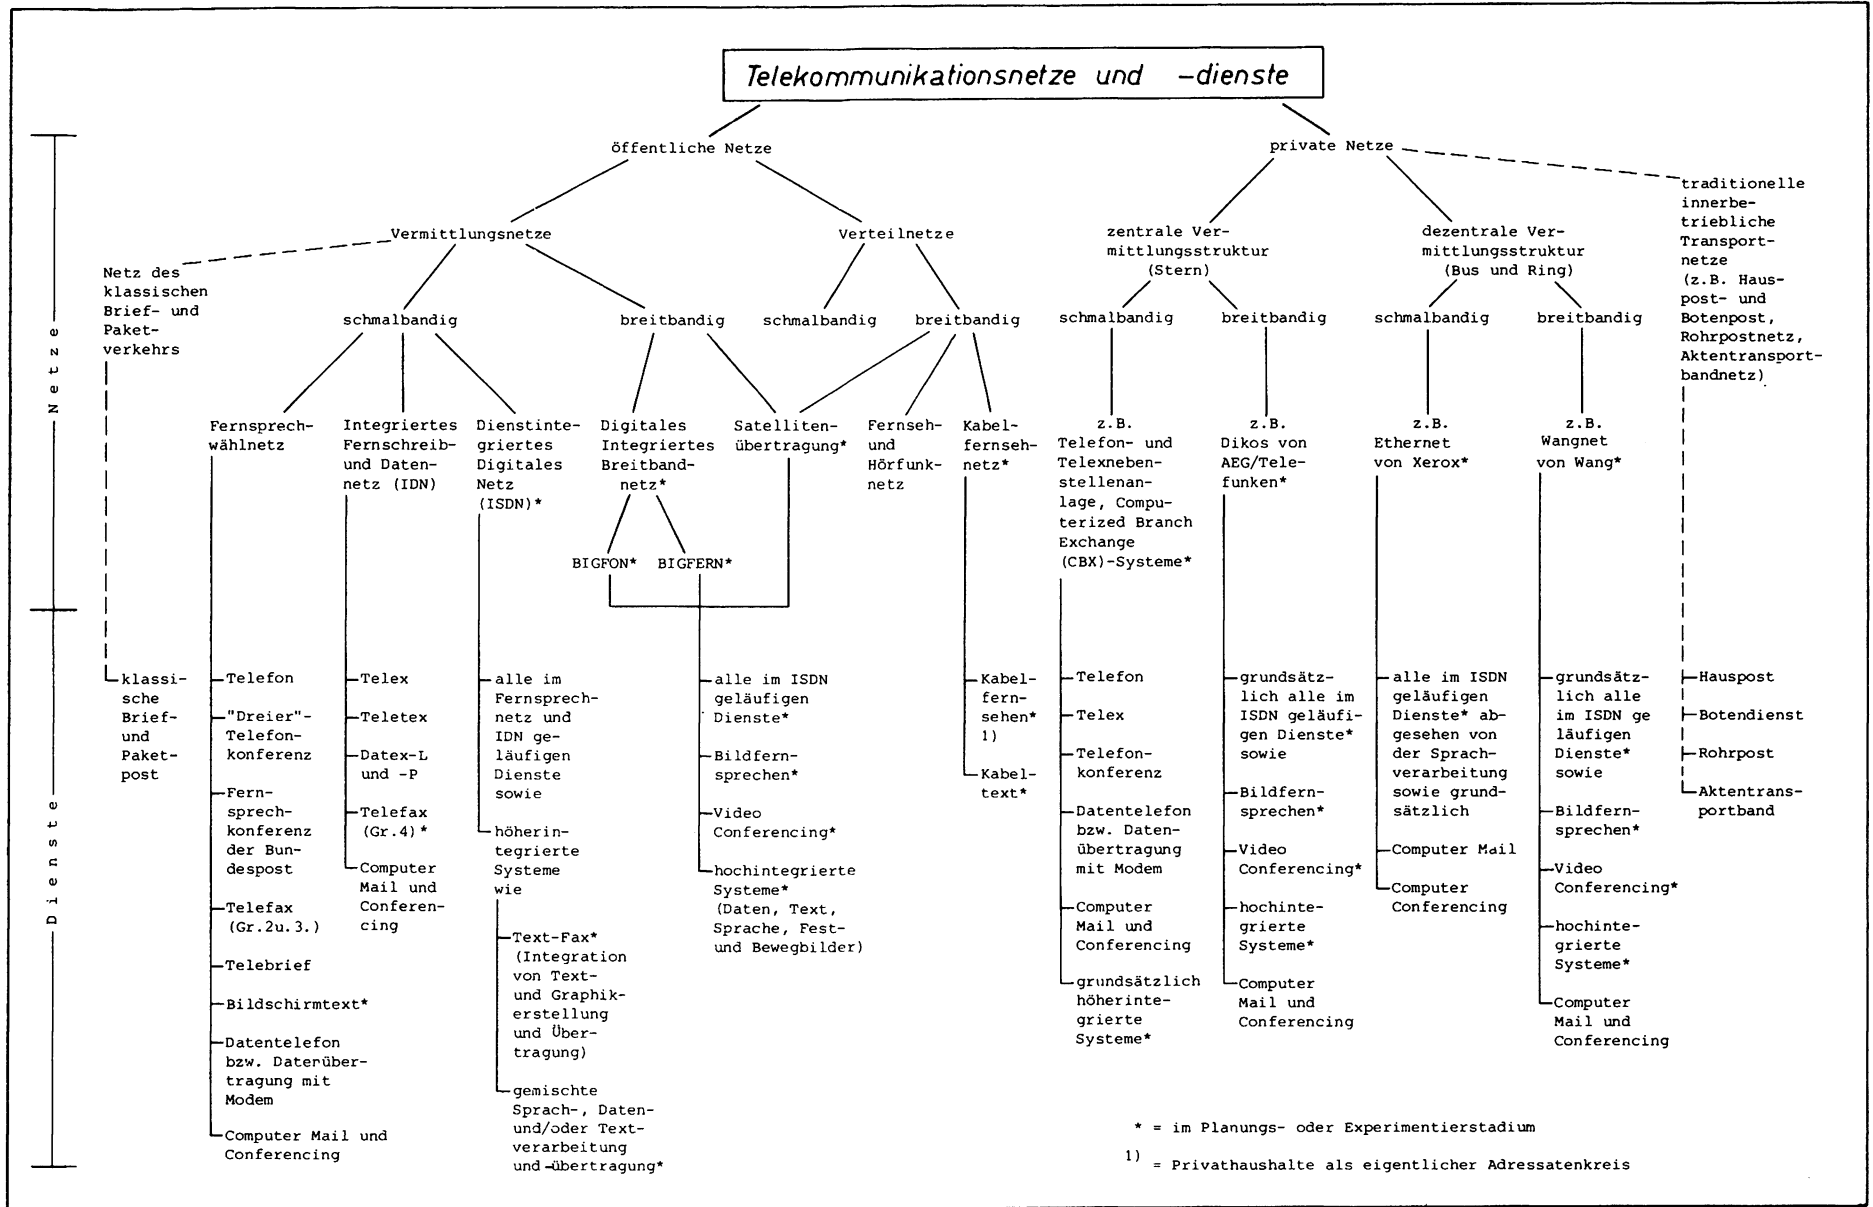 Telekommunikationsnetze und -dienste
öffentliche Netze
private Netze
Netze
Dienste
Vermittlungsnetze
Verteilnetze
zentrale Ver-
mittlungsstruktur
(Stern)
dezentrale Ver-
mittlungsstruktur
(Bus und Ring)
traditionelle
innerbe-
triebliche
Transport-
netze
(z.B. Haus-
post- und
Botenpost,
Rohrpostnetz,
Aktentransport-
bandnetz)
Netz des
klassischen
Brief- und
Paket-
verkehrs
schmalbandig
breitbandig
schmalbandig
breitbandig
schmalbandig
breitbandig
schmalbandig
breitbandig
Fernsprech-
wählnetz
Integriertes
Fernschreib-
und Daten-
netz (IDN)
Dienstinte-
griertes
Digitales
Netz
(ISDN)*
Digitales
Integriertes
Breitband-
netz*
BIGFON*
BIGFERN*
Satelliten-
übertragung*
Fernseh-
und
Hörfunk-
netz
Kabel-
fernseh-
netz*
z.B.
Telefon- und
Telexneben-
stellenan-
lage, Compu-
terized Branch
Exchange
(CBX)-Systeme*
z.B.
Dikos von
AEG/Tele-
funken*
z.B.
Ethernet
von Xerox*
z.B.
Wangnet
von Wang*
klassi-
sche
Brief-
und
Paket-
post
Telefon
"Dreier"-
Telefon-
konferenz
Fern-
sprech-
konferenz
der Bun-
despost
Telefax
(Gr.2u.3.)
Telebrief
Bildschirmtext*
Datentelefon
bzw. Datenüber-
tragung mit
Modem
Computer Mail und
Conferencing
Telex
Teletex
Datex-L
und -P
Telefax
(Gr.4)*
Computer
Mail und
Conferen-
cing
alle im
Fernsprech-
netz und
IDN ge-
läufigen
Dienste
sowie
höherin-
tegrierte
Systeme
wie
Text-Fax*
(Integration
von Text-
und Graphik-
erstellung
und Über-
tragung)
gemischte
Sprach-, Daten-
und/oder Text-
verarbeitung
und -übertragung*
alle im ISDN
geläufigen
Dienste*
Bildfern-
sprechen*
Video
Conferencing*
hochintegrierte
Systeme*
(Daten, Text,
Sprache, Fest-
und Bewegbilder)
Kabel-
fern-
sehen*
1)
Kabel-
text*
Telefon
Telex
Telefon-
konferenz
Datentelefon
bzw. Daten-
übertragung
mit Modem
Computer
Mail und
Conferencing
grundsätzlich
höherinte-
grierte
Systeme*
grundsätz-
lich alle im
ISDN geläufi-
gen Dienste*
sowie
Bildfern-
sprechen*
Video
Conferencing*
hochinte-
grierte
Systeme*
Computer
Mail und
Conferencing
alle im ISDN
geläufigen
Dienste* ab-
gesehen von
der Sprach-
verarbeitung
sowie grund-
sätzlich
Computer Mail
Computer
Conferencing
grundsätz-
lich alle
im ISDN ge
läufigen
Dienste*
sowie
Bildfern-
sprechen*
Video
Conferencing*
hochinte-
grierte
Systeme*
Computer
Mail und
Conferencing
Hauspost
Botendienst
Rohrpost
Aktentrans-
portband
* = im Planungs- oder Experimentierstadium
1) = Privathaushalte als eigentlicher Adressatenkreis